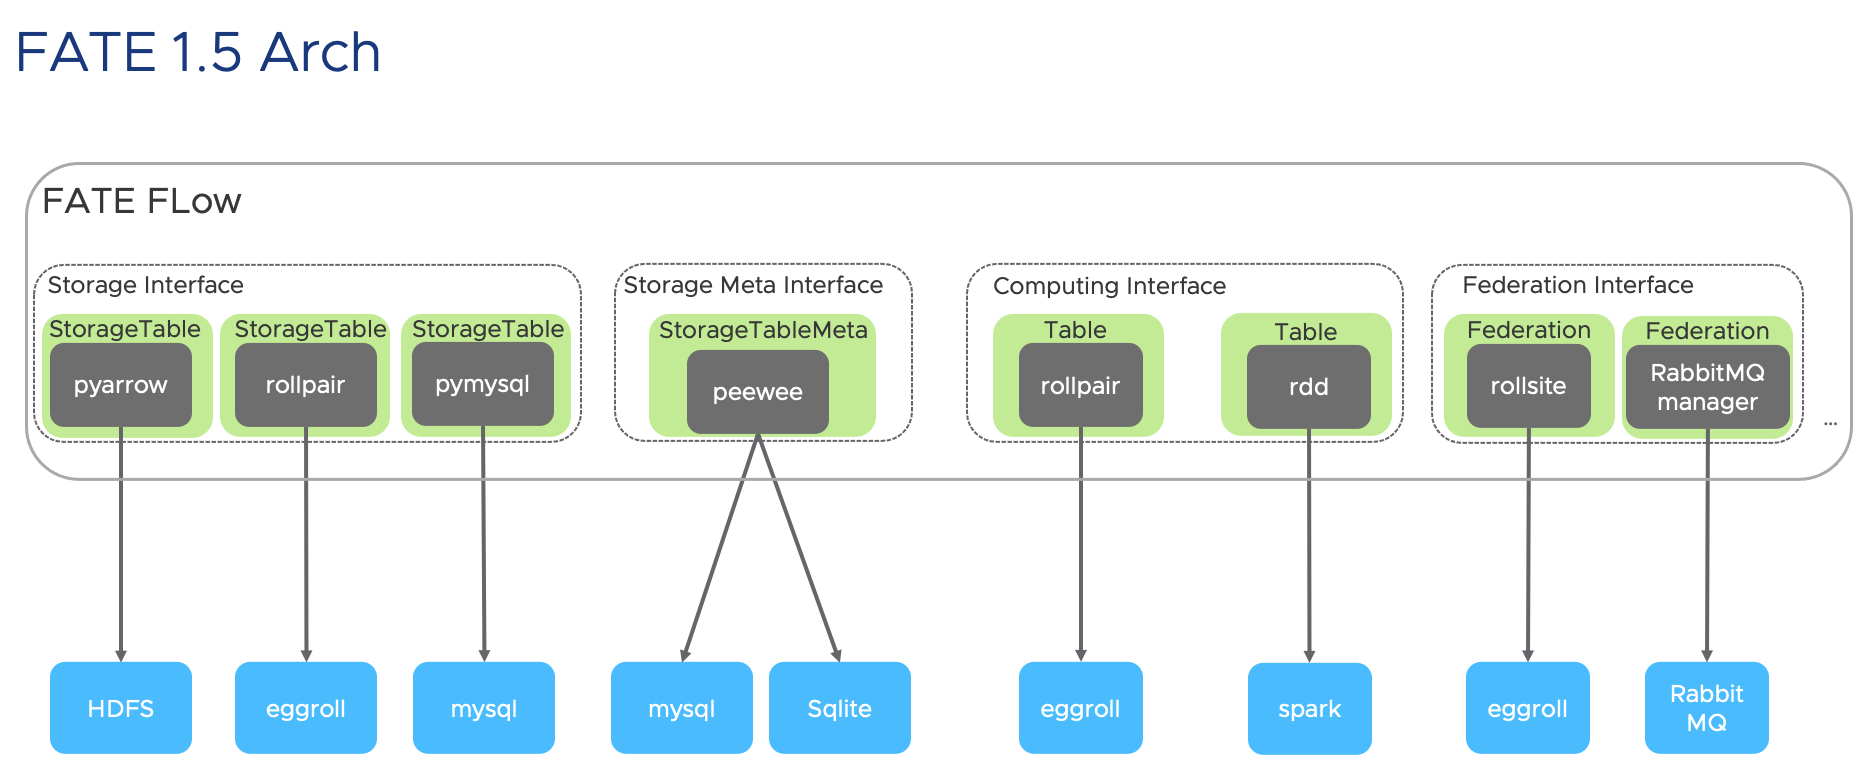 FATE 1.5 Arch
FATE FLow
Storage Interface
StorageTable
pyarrow
StorageTable
rollpair
StorageTable
pymysql
Storage Meta Interface
StorageTableMeta
peewee
Computing Interface
Table
rollpair
Table
rdd
Federation Interface
Federation
rollsite
Federation
RabbitMQ
manager
...
HDFS
eggroll
mysql
mysql
Sqlite
eggroll
spark
eggroll
Rabbit
MQ